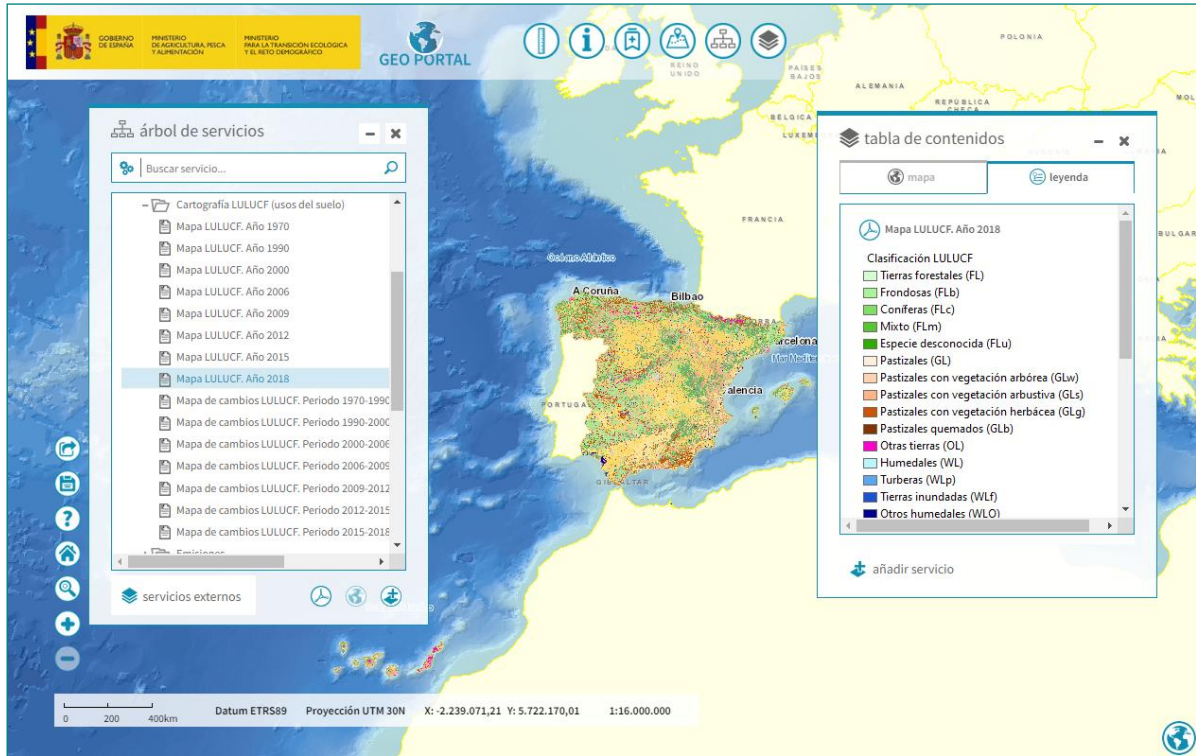 GOBIERNO
DE ESPAÑA
MINISTERIO
DE AGRICULTURA, PESCA
Y ALIMENTACIÓN
MINISTERIO
PARA LA TRANSICIÓN ECOLÓGICA
Y EL RETO DEMOGRÁFICO
GEO PORTAL
REINO
UNIDO
PAÍSES
BAJOS
POLONIA
ALEMANIA
REPÚBLICA
CHECA
BÉLGICA
LUXEM
MOL
FRANCIA
BULGAR
Océano Atlántico
A Coruña
Bilbao
ORRA
arcelona
Mar Mediter
alencia
PORTUGAL
GIBRALTAR
árbol de servicios
Buscar servicio...
Cartografía LULUCF (usos del suelo)
Mapa LULUCF. Año 1970
Mapa LULUCF. Año 1990
Mapa LULUCF. Año 2000
Mapa LULUCF. Año 2006
Mapa LULUCF. Año 2009
Mapa LULUCF. Año 2012
Mapa LULUCF. Año 2015
Mapa LULUCF. Año 2018
Mapa de cambios LULUCF. Periodo 1970-1990
Mapa de cambios LULUCF. Periodo 1990-2000
Mapa de cambios LULUCF. Periodo 2000-2006
Mapa de cambios LULUCF. Periodo 2006-2009
Mapa de cambios LULUCF. Periodo 2009-2012
Mapa de cambios LULUCF. Periodo 2012-2015
Mapa de cambios LULUCF. Periodo 2015-2018
Emisiones
servicios externos
tabla de contenidos
mapa
leyenda
Mapa LULUCF. Año 2018
Clasificación LULUCF
Tierras forestales (FL)
Frondosas (FLb)
Coníferas (FLc)
Mixto (FLm)
Especie desconocida (FLu)
Pastizales (GL)
Pastizales con vegetación arbórea (GLw)
Pastizales con vegetación arbustiva (GLs)
Pastizales con vegetación herbácea (GLg)
Pastizales quemados (GLb)
Otras tierras (OL)
Humedales (WL)
Turberas (WLp)
Tierras inundadas (WLf)
Otros humedales (WLO)
añadir servicio
0 200 400km
Datum ETRS89 Proyección UTM 30N X: -2.239.071,21 Y: 5.722.170,01 1:16.000.000